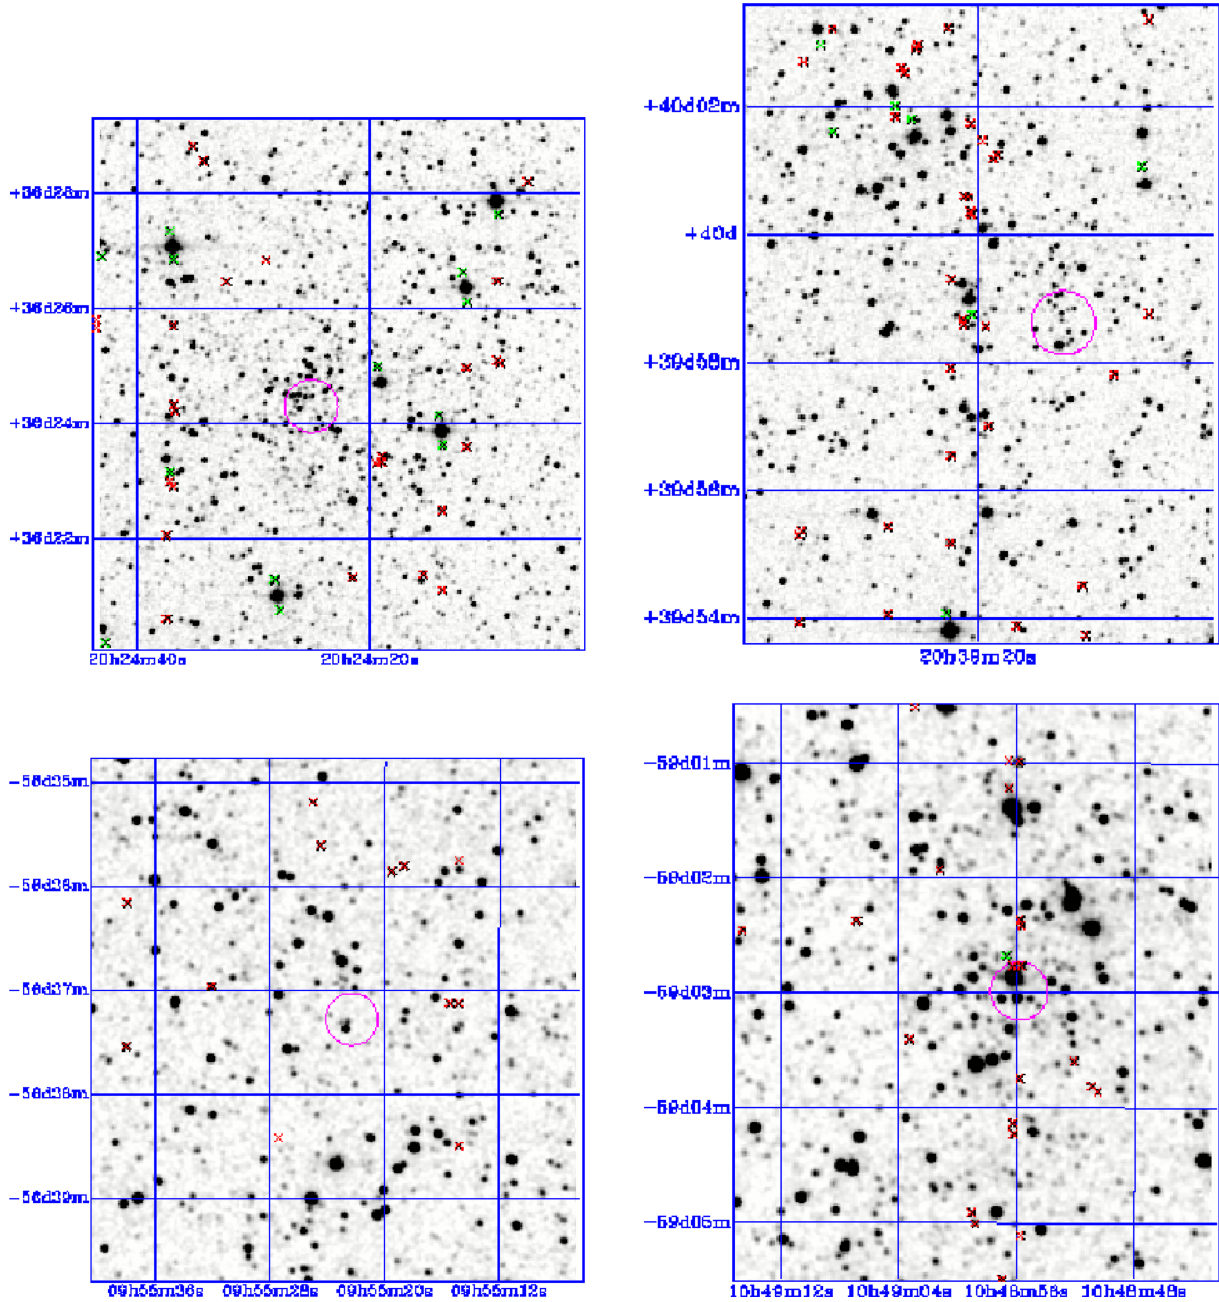 +36d28m
+36d26m
+36d24m
+36d22m
20h24m40s 20h24m20s
+40d02m
+40d
+39d58m
+39d56m
+39d54m
20h39m20s
-56d35m
-56d36m
-56d37m
-56d38m
-56d39m
09h55m36s 09h55m28s 09h55m20s 09h55m12s
-59d01m
-59d02m
-59d03m
-59d04m
-59d05m
10h49m12s 10h49m04s 10h48m56s 10h48m48s